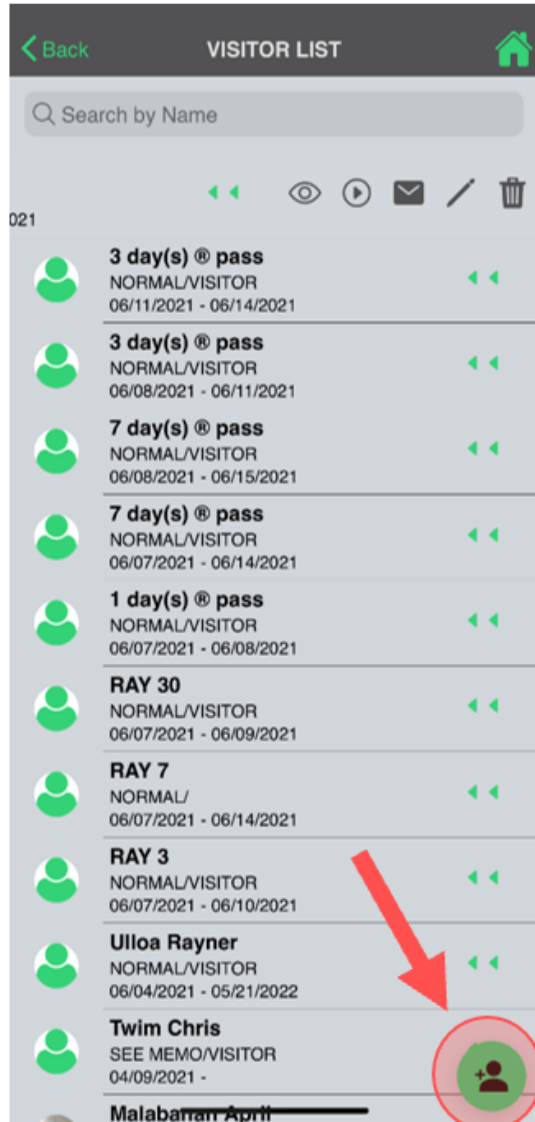 Back
VISITOR LIST
Search by Name
021
3 day(s) ® pass
NORMAL/VISITOR
06/11/2021 - 06/14/2021
3 day(s) ® pass
NORMAL/VISITOR
06/08/2021 - 06/11/2021
7 day(s) ® pass
NORMAL/VISITOR
06/08/2021 - 06/15/2021
7 day(s) ® pass
NORMAL/VISITOR
06/07/2021 - 06/14/2021
1 day(s) ® pass
NORMAL/VISITOR
06/07/2021 - 06/08/2021
RAY 30
NORMAL/VISITOR
06/07/2021 - 06/09/2021
RAY 7
NORMAL/
06/07/2021 - 06/14/2021
RAY 3
NORMAL/VISITOR
06/07/2021 - 06/10/2021
Ulloa Rayner
NORMAL/VISITOR
06/04/2021 - 05/21/2022
Twim Chris
SEE MEMO/VISITOR
04/09/2021 -
Malabanan April